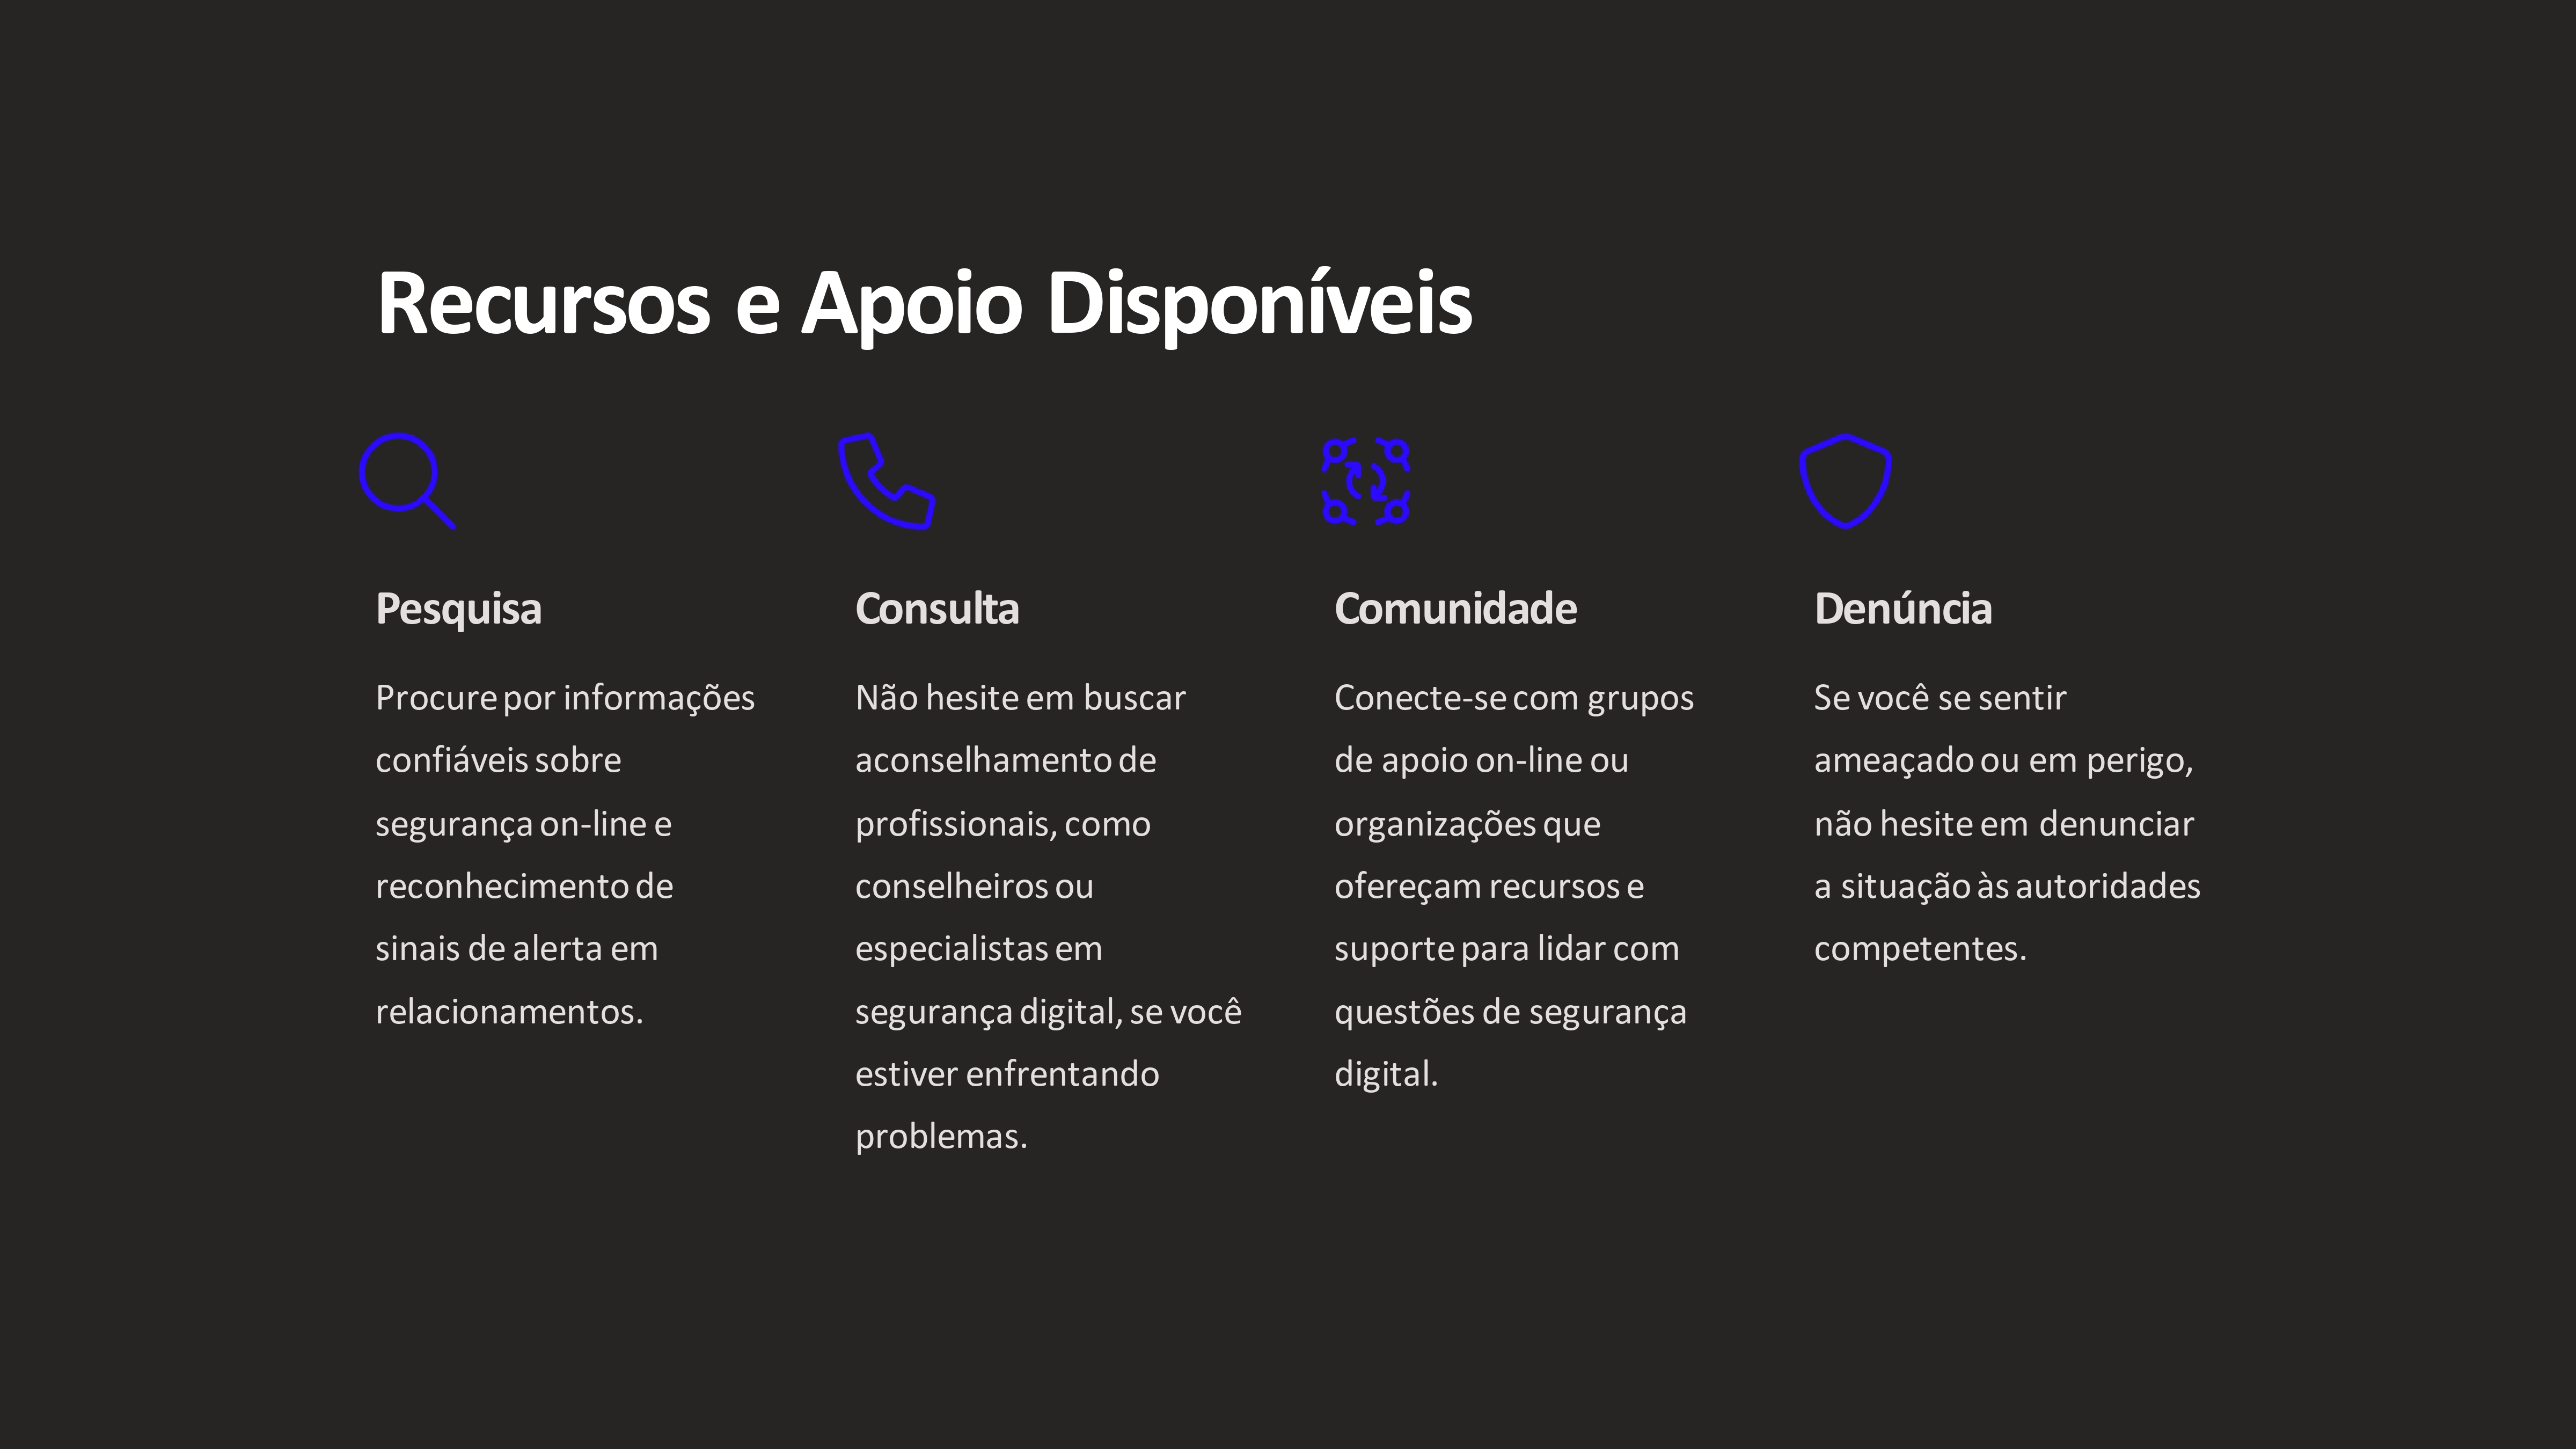 Recursos e Apoio Disponíveis
Pesquisa
Procure por informações
confiáveis sobre
segurança on-line e
reconhecimento de
sinais de alerta em
relacionamentos.
Consulta
Não hesite em buscar
aconselhamento de
profissionais, como
conselheiros ou
especialistas em
segurança digital, se você
estiver enfrentando
problemas.
Comunidade
Conecte-se com grupos
de apoio on-line ou
organizações que
ofereçam recursos e
suporte para lidar com
questões de segurança
digital.
Denúncia
Se você se sentir
ameaçado ou em perigo,
não hesite em denunciar
a situação às autoridades
competentes.